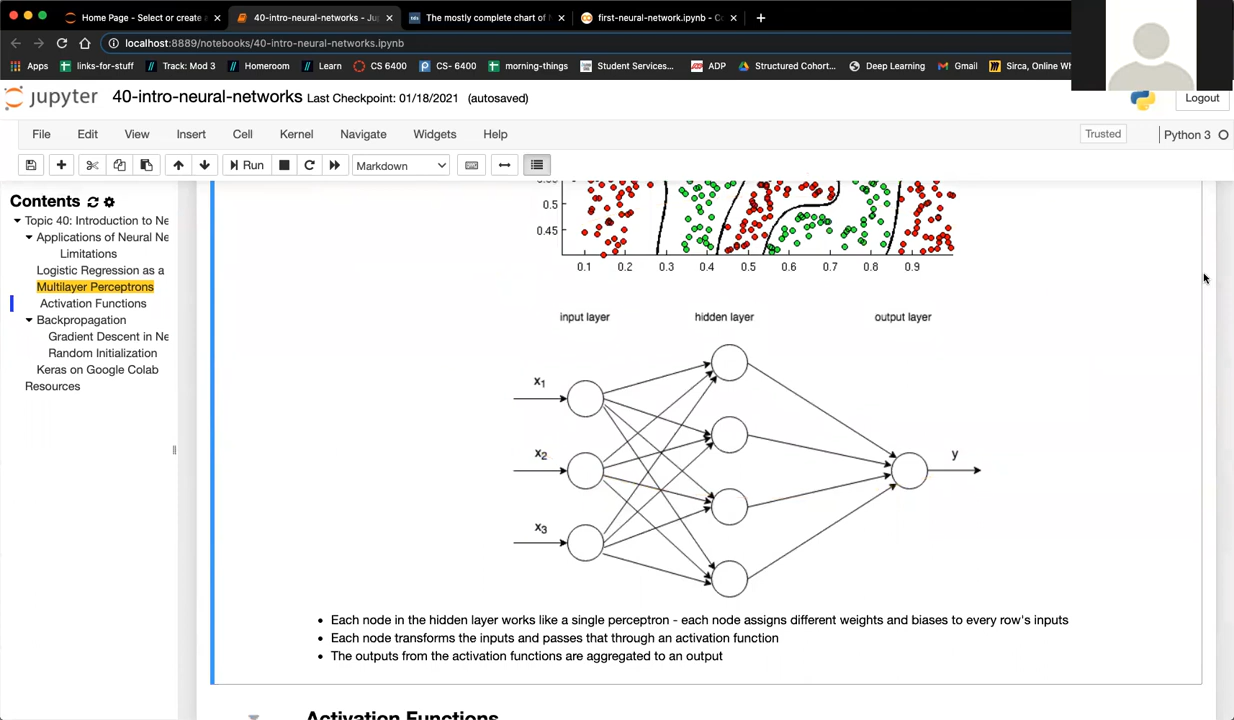 Home Page - Select or create a
40-intro-neural-networks - Ju
The mostly complete chart of N
first-neural-network.ipynb - Co
localhost:8889/notebooks/40-intro-neural-networks.ipynb
Apps
links-for-stuff
Track: Mod 3
Homeroom
Learn
CS 6400
CS- 6400
morning-things
Student Services...
ADP
Structured Cohort...
Deep Learning
Gmail
Sirca, Online Wh
jupyter
40-intro-neural-networks Last Checkpoint: 01/18/2021 (autosaved)
Logout
File Edit View Insert Cell Kernel Navigate Widgets Help
Trusted
Python 3
Run
Markdown
Contents
Topic 40: Introduction to Ne
Applications of Neural Ne
Limitations
Logistic Regression as a
Multilayer Perceptrons
Activation Functions
Backpropagation
Gradient Descent in Ne
Random Initialization
Keras on Google Colab
Resources
0.5
0.45
0.1 0.2 0.3 0.4 0.5 0.6 0.7 0.8 0.9
input layer hidden layer output layer
x1
x2
y
x3
• Each node in the hidden layer works like a single perceptron - each node assigns different weights and biases to every row's inputs
• Each node transforms the inputs and passes that through an activation function
• The outputs from the activation functions are aggregated to an output
Activation Functions